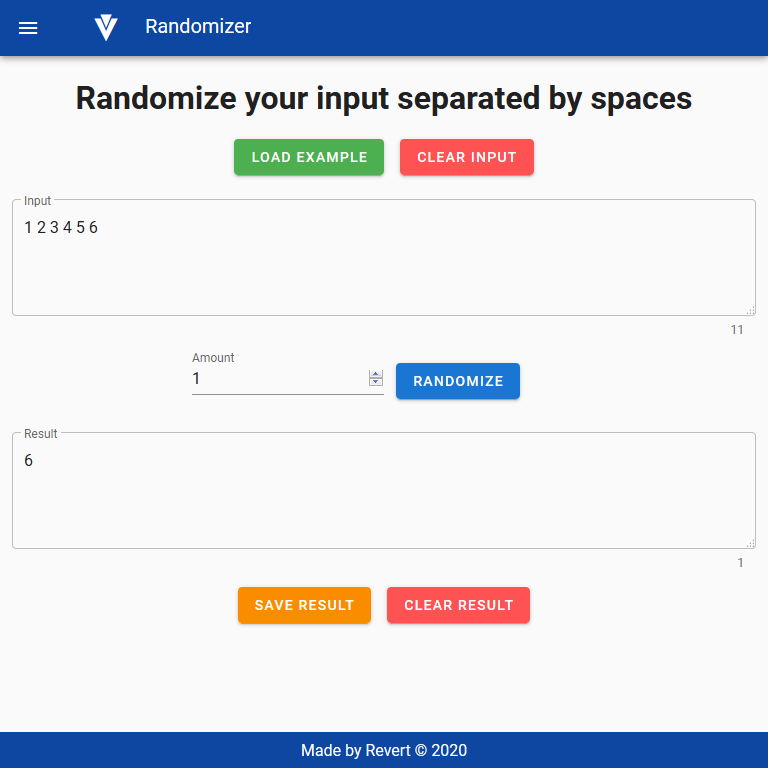 Randomizer
Randomize your input separated by spaces
LOAD EXAMPLE CLEAR INPUT
Input
1 2 3 4 5 6
11
Amount
1
RANDOMIZE
Result
6
1
SAVE RESULT CLEAR RESULT
Made by Revert © 2020